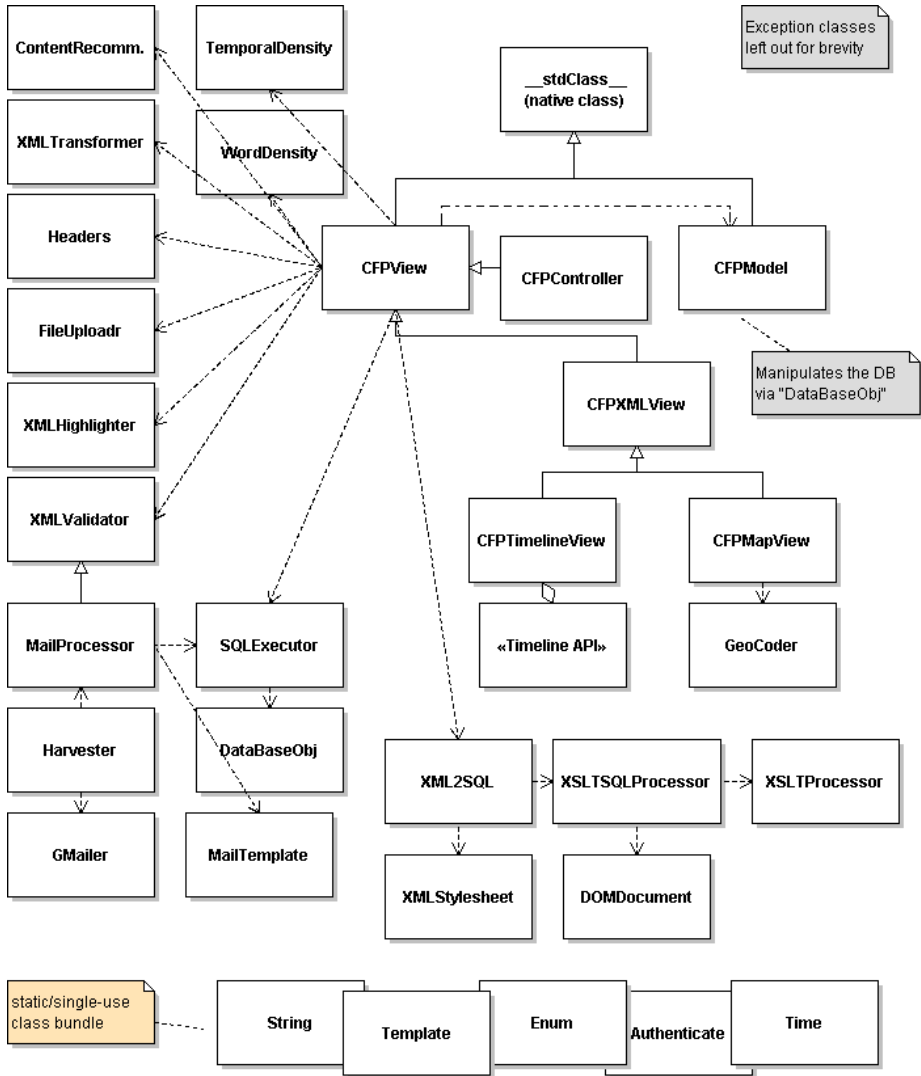 ContentRecomm.
TemporalDensity
Exception classes
left out for brevity
__stdClass__
(native class)
XMLTransformer
WordDensity
Headers
CFPView
CFPController
CFPModel
FileUploadr
Manipulates the DB
via "DataBaseObj"
XMLHighlighter
CFPXMLView
XMLValidator
CFPTimelineView
CFPMapView
MailProcessor
SQLExecutor
«Timeline API»
GeoCoder
Harvester
DataBaseObj
XML2SQL
XSLTSQLProcessor
XSLTProcessor
GMailer
MailTemplate
XMLStylesheet
DOMDocument
static/single-use
class bundle
String
Template
Enum
Authenticate
Time